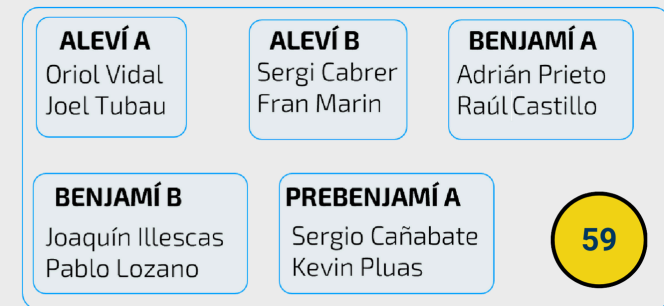 ALEVÍ A
Oriol Vidal
Joel Tubau
ALEVÍ B
Sergi Cabrer
Fran Marin
BENJAMÍ A
Adrián Prieto
Raúl Castillo
BENJAMÍ B
Joaquín Illescas
Pablo Lozano
PREBENJAMÍ A
Sergio Cañabate
Kevin Pluas
59